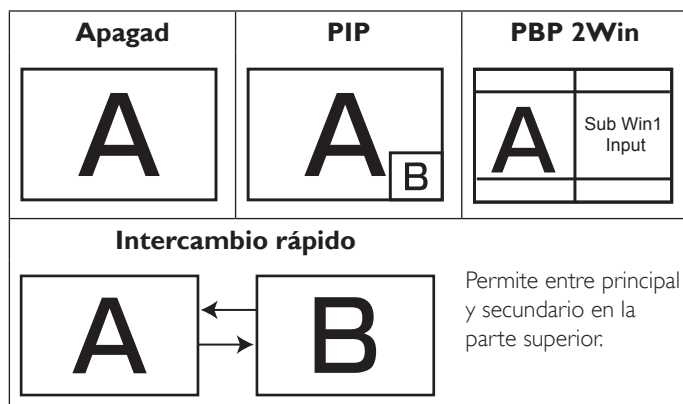 Apagad
PIP
PBP 2Win
A
A
B
A
Sub Win1
Input
Intercambio rápido
A
B
Permite entre principal
y secundario en la
parte superior.